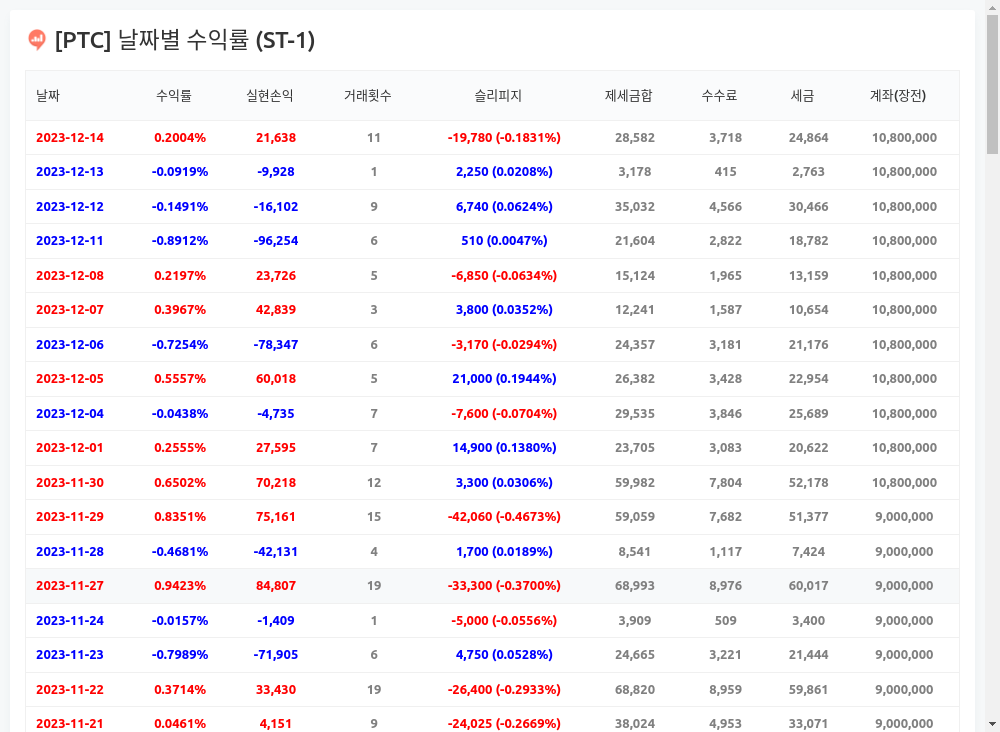 [PTC] 날짜별 수익률 (ST-1)
날짜 수익률 실현손익 거래횟수 슬리피지 제세금합 수수료 세금 계좌(장전)
2023-12-14 0.2004% 21,638 11 -19,780 (-0.1831%) 28,582 3,718 24,864 10,800,000
2023-12-13 -0.0919% -9,928 1 2,250 (0.0208%) 3,178 415 2,763 10,800,000
2023-12-12 -0.1491% -16,102 9 6,740 (0.0624%) 35,032 4,566 30,466 10,800,000
2023-12-11 -0.8912% -96,254 6 510 (0.0047%) 21,604 2,822 18,782 10,800,000
2023-12-08 0.2197% 23,726 5 -6,850 (-0.0634%) 15,124 1,965 13,159 10,800,000
2023-12-07 0.3967% 42,839 3 3,800 (0.0352%) 12,241 1,587 10,654 10,800,000
2023-12-06 -0.7254% -78,347 6 -3,170 (-0.0294%) 24,357 3,181 21,176 10,800,000
2023-12-05 0.5557% 60,018 5 21,000 (0.1944%) 26,382 3,428 22,954 10,800,000
2023-12-04 -0.0438% -4,735 7 -7,600 (-0.0704%) 29,535 3,846 25,689 10,800,000
2023-12-01 0.2555% 27,595 7 14,900 (0.1380%) 23,705 3,083 20,622 10,800,000
2023-11-30 0.6502% 70,218 12 3,300 (0.0306%) 59,982 7,804 52,178 10,800,000
2023-11-29 0.8351% 75,161 15 -42,060 (-0.4673%) 59,059 7,682 51,377 9,000,000
2023-11-28 -0.4681% -42,131 4 1,700 (0.0189%) 8,541 1,117 7,424 9,000,000
2023-11-27 0.9423% 84,807 19 -33,300 (-0.3700%) 68,993 8,976 60,017 9,000,000
2023-11-24 -0.0157% -1,409 1 -5,000 (-0.0556%) 3,909 509 3,400 9,000,000
2023-11-23 -0.7989% -71,905 6 4,750 (0.0528%) 24,665 3,221 21,444 9,000,000
2023-11-22 0.3714% 33,430 19 -26,400 (-0.2933%) 68,820 8,959 59,861 9,000,000
2023-11-21 0.0461% 4,151 9 -24,025 (-0.2669%) 38,024 4,953 33,071 9,000,000